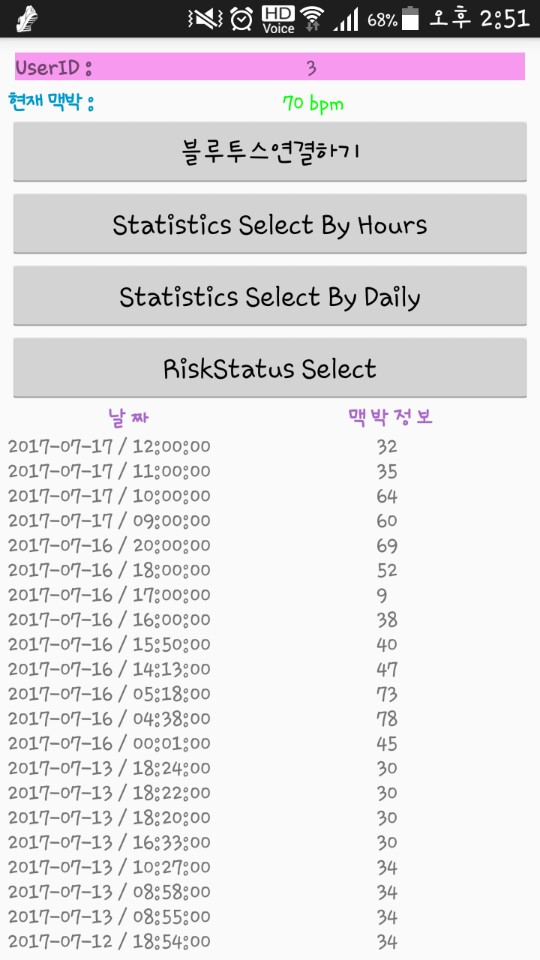 HD Voice 68% 오후 2:51
UserID : 3
현재 맥박 : 70 bpm
블루투스연결하기
Statistics Select By Hours
Statistics Select By Daily
RiskStatus Select
날 짜 맥 박 정 보
2017-07-17 / 12:00:00 32
2017-07-17 / 11:00:00 35
2017-07-17 / 10:00:00 64
2017-07-17 / 09:00:00 60
2017-07-16 / 20:00:00 69
2017-07-16 / 18:00:00 52
2017-07-16 / 17:00:00 9
2017-07-16 / 16:00:00 38
2017-07-16 / 15:50:00 40
2017-07-16 / 14:13:00 47
2017-07-16 / 05:18:00 73
2017-07-16 / 04:38:00 78
2017-07-16 / 00:01:00 45
2017-07-13 / 18:24:00 30
2017-07-13 / 18:22:00 30
2017-07-13 / 18:20:00 30
2017-07-13 / 16:33:00 30
2017-07-13 / 10:27:00 34
2017-07-13 / 08:58:00 34
2017-07-13 / 08:55:00 34
2017-07-12 / 18:54:00 34